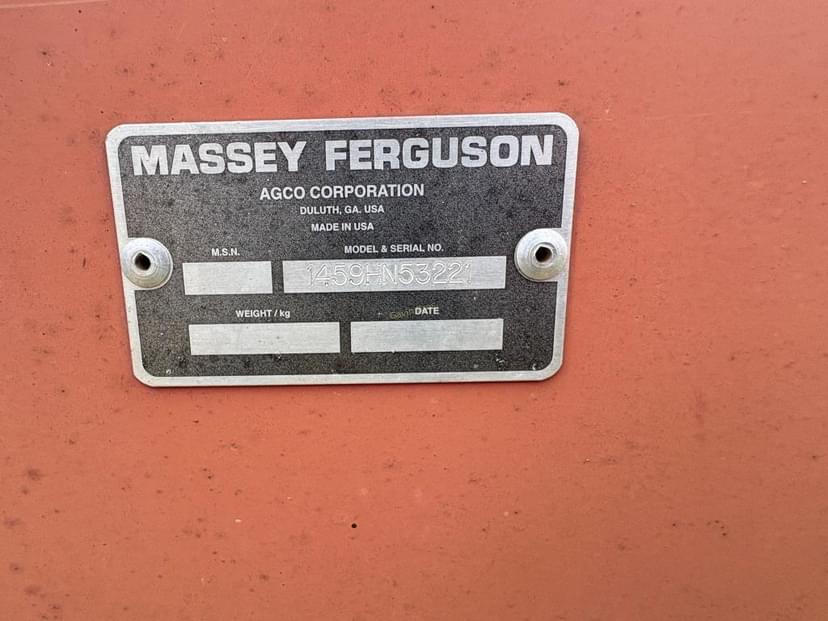 MASSEY FERGUSON
AGCO CORPORATION
DULUTH, GA. USA
MADE IN USA
M.S.N.
MODEL & SERIAL NO.
1459HN53221
WEIGHT / kg
DATE